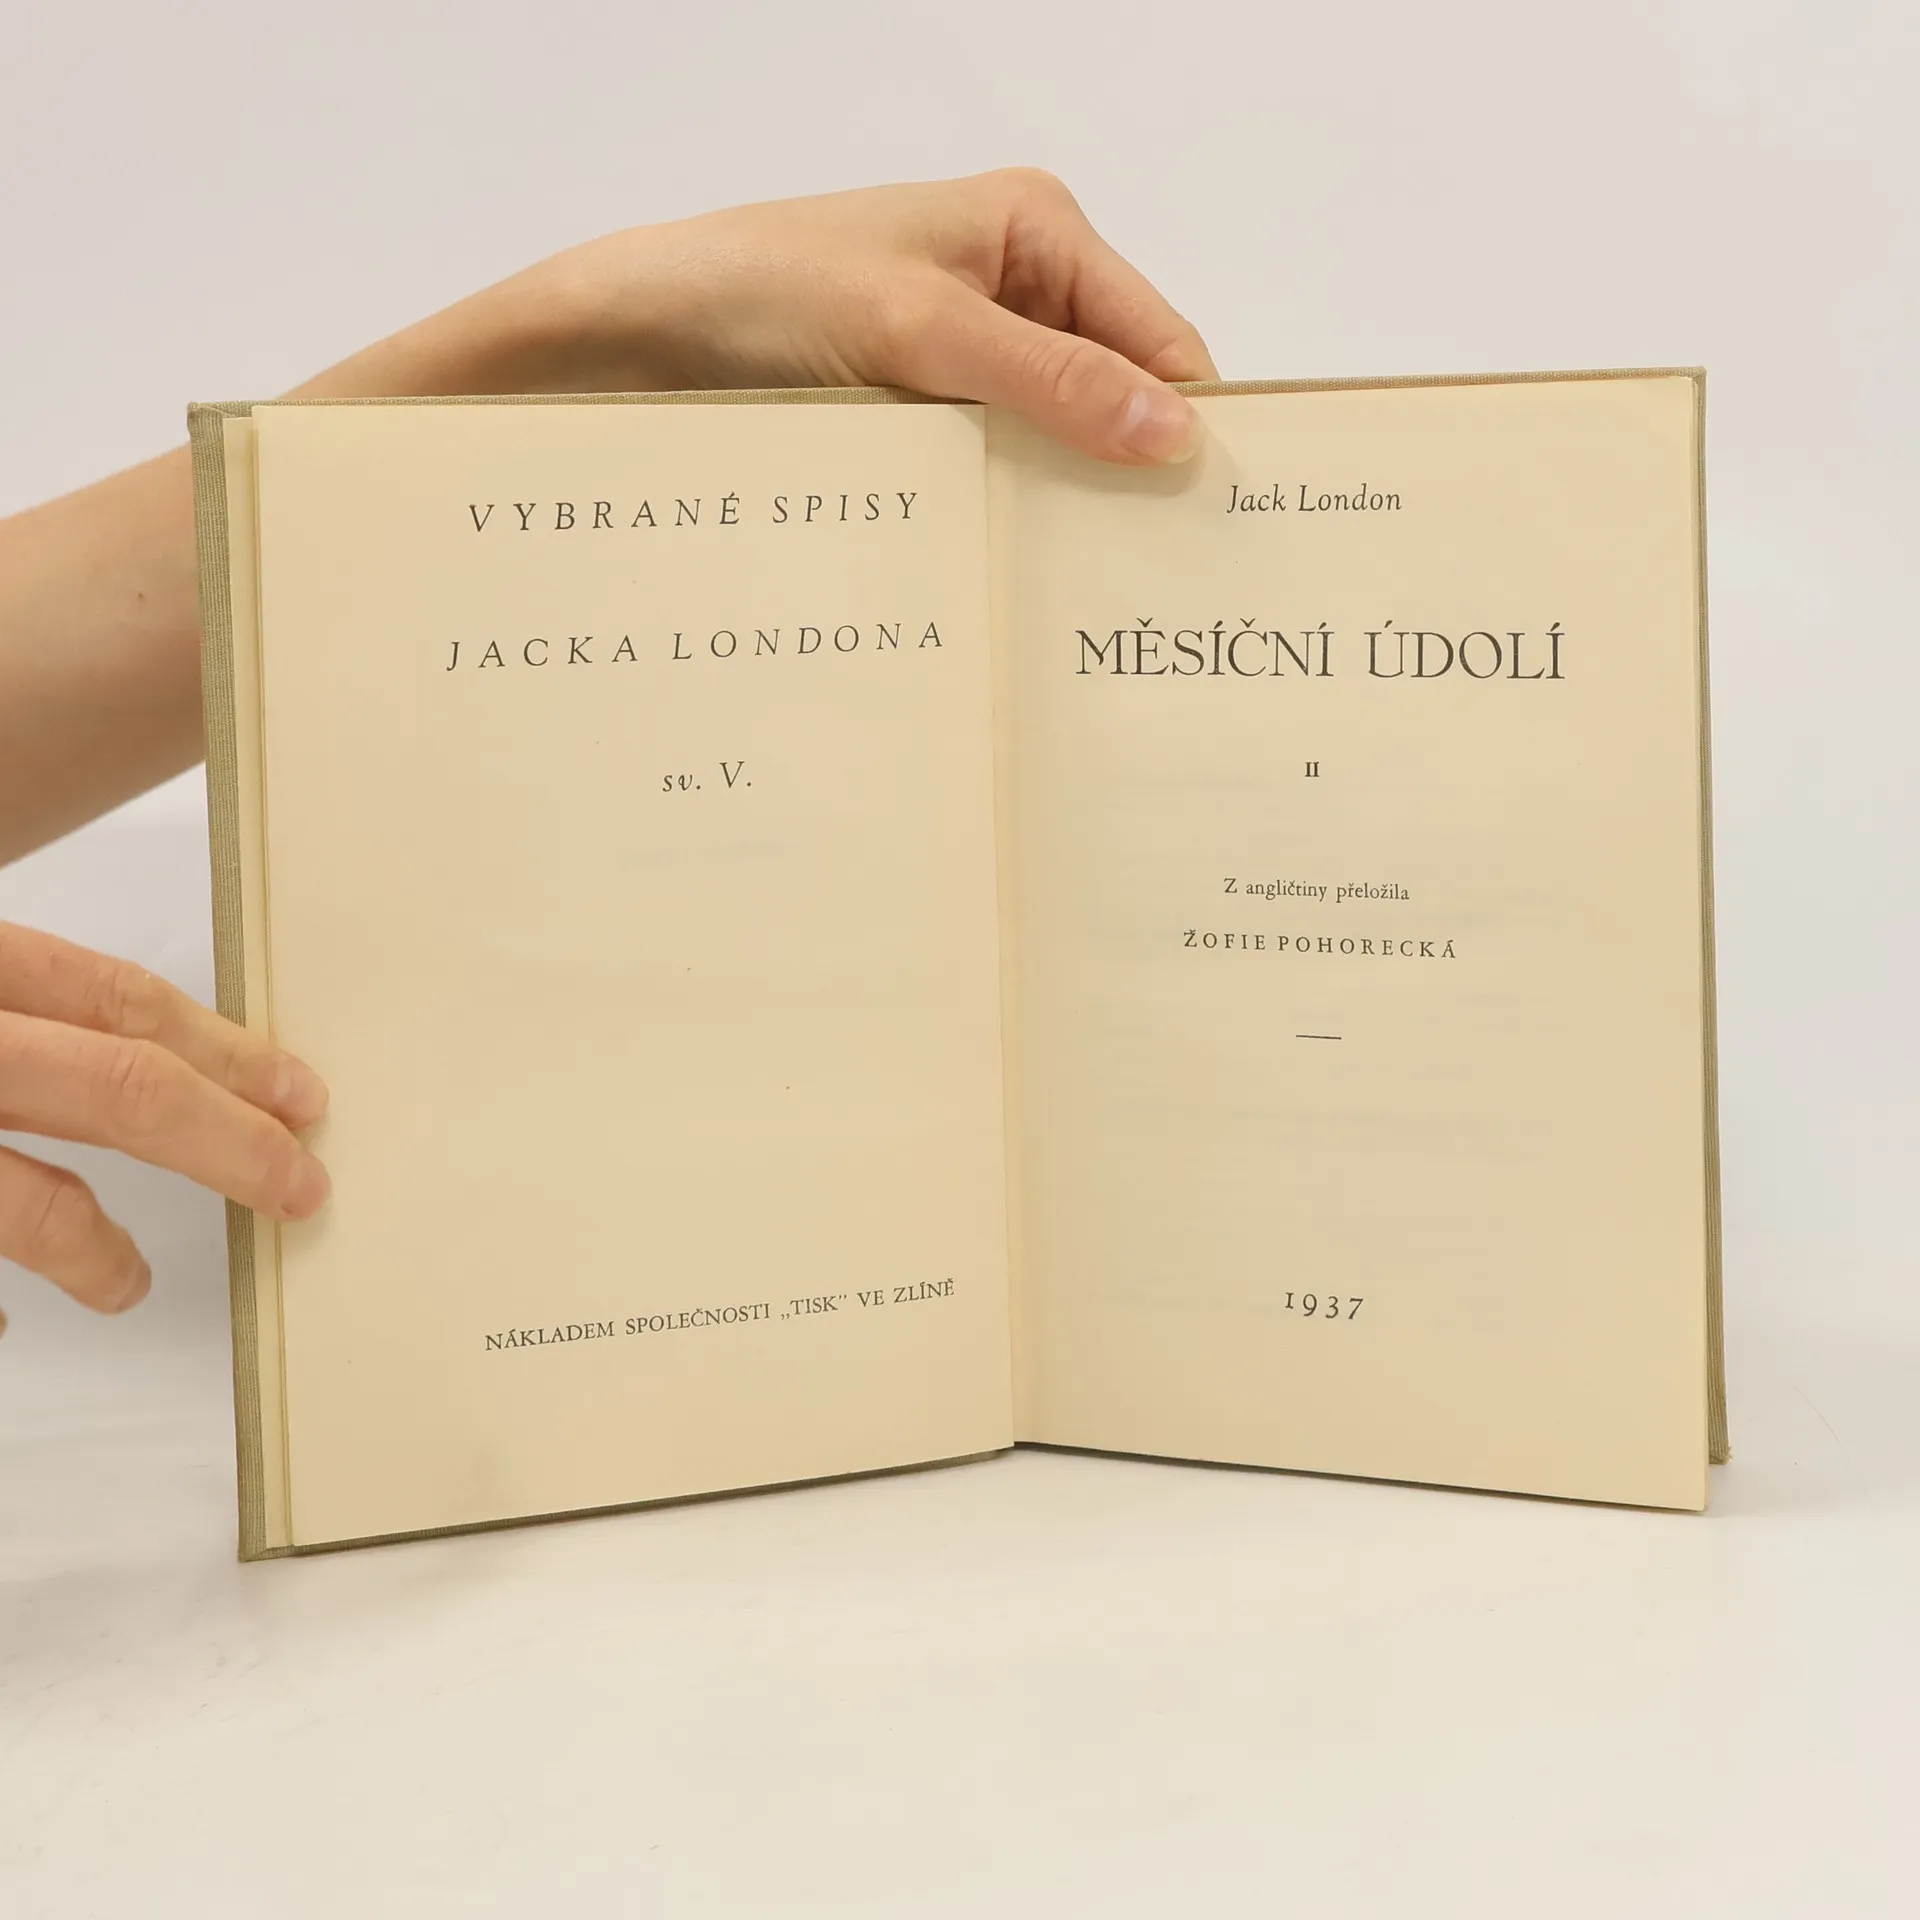 VYBRANÉ SPISY
JACKA LONDONA
sv. V.
NÁKLADEM SPOLEČNOSTI „TISK" VE ZLÍNĚ
Jack London
MĚSÍČNÍ ÚDOLÍ
II
Z angličtiny přeložila
ŽOFIE POHORECKÁ
1937